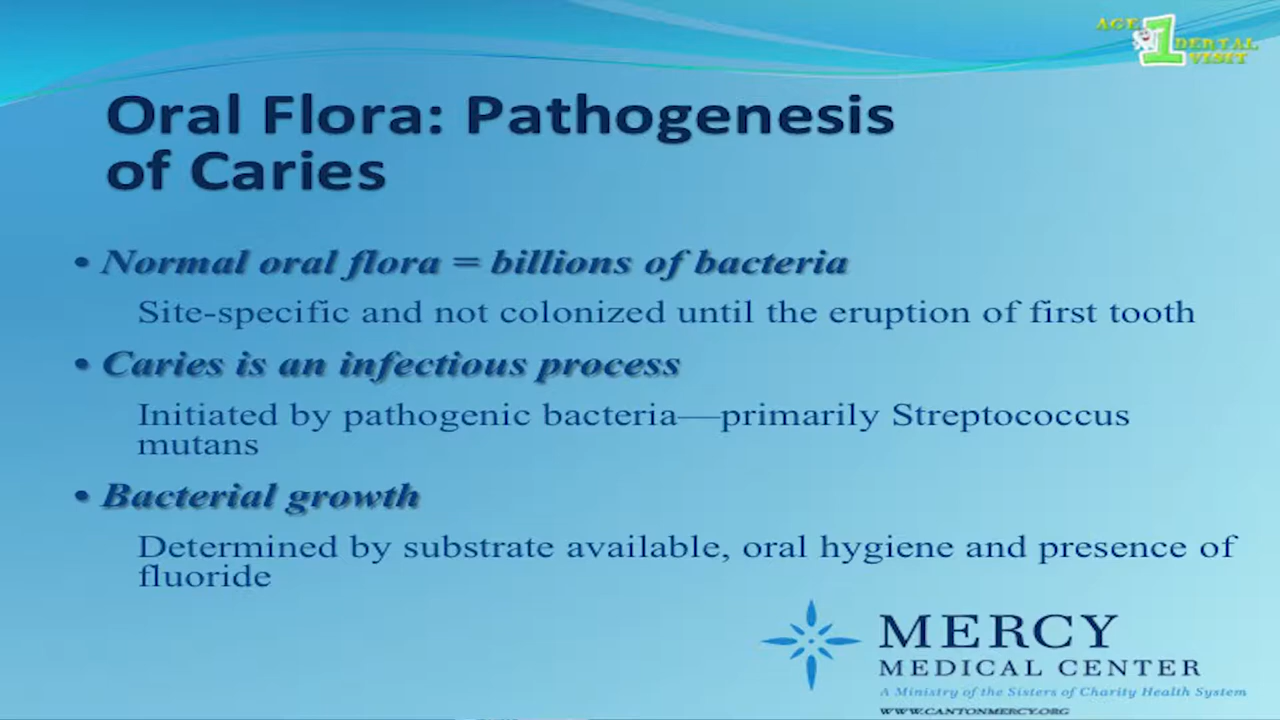 AGE 1 DENTAL VISIT
Oral Flora: Pathogenesis
of Caries
• Normal oral flora = billions of bacteria
Site-specific and not colonized until the eruption of first tooth
• Caries is an infectious process
Initiated by pathogenic bacteria—primarily Streptococcus
mutans
• Bacterial growth
Determined by substrate available, oral hygiene and presence of
fluoride
MERCY
MEDICAL CENTER
A Ministry of the Sisters of Charity Health System
WWW.CANTONMERCY.ORG